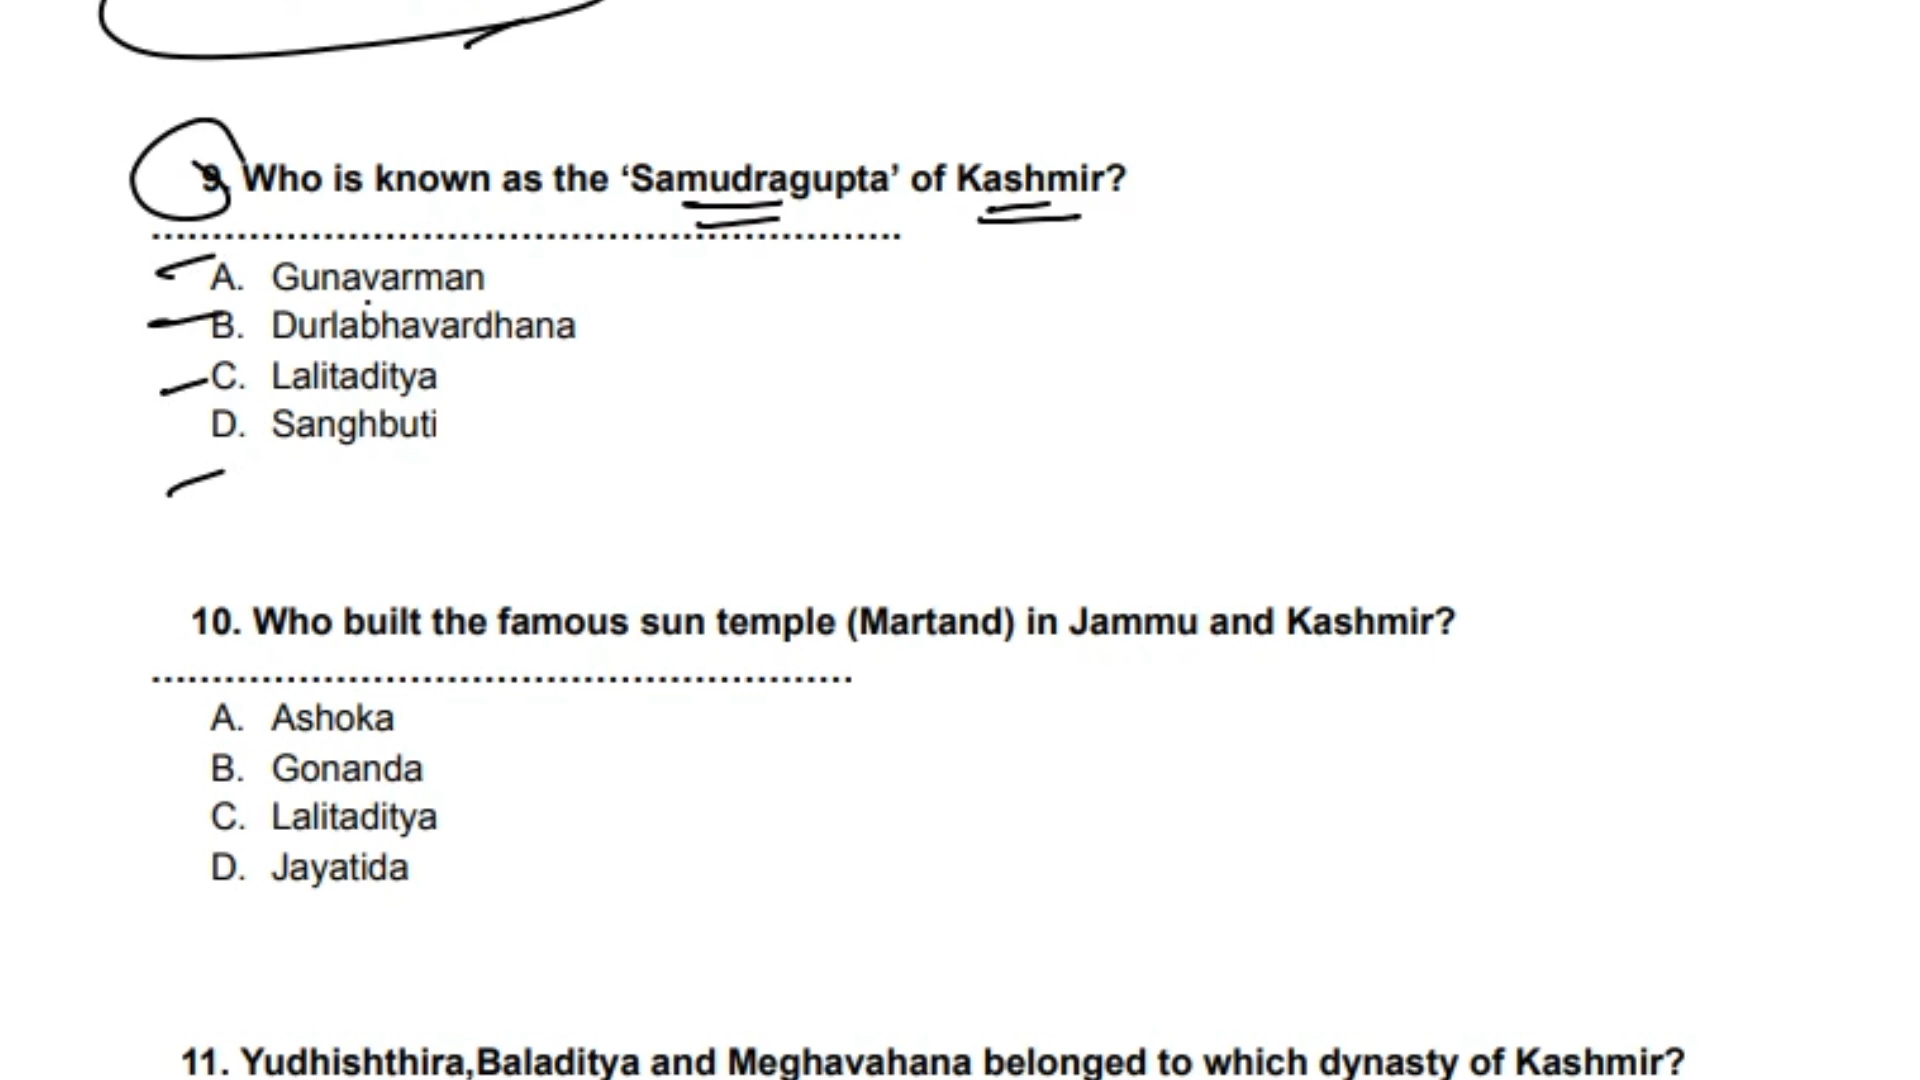 9. Who is known as the ‘Samudragupta’ of Kashmir?
............................................................
A. Gunavarman
B. Durlabhavardhana
C. Lalitaditya
D. Sanghbuti
10. Who built the famous sun temple (Martand) in Jammu and Kashmir?
........................................................
A. Ashoka
B. Gonanda
C. Lalitaditya
D. Jayatida
11. Yudhishthira,Baladitya and Meghavahana belonged to which dynasty of Kashmir?